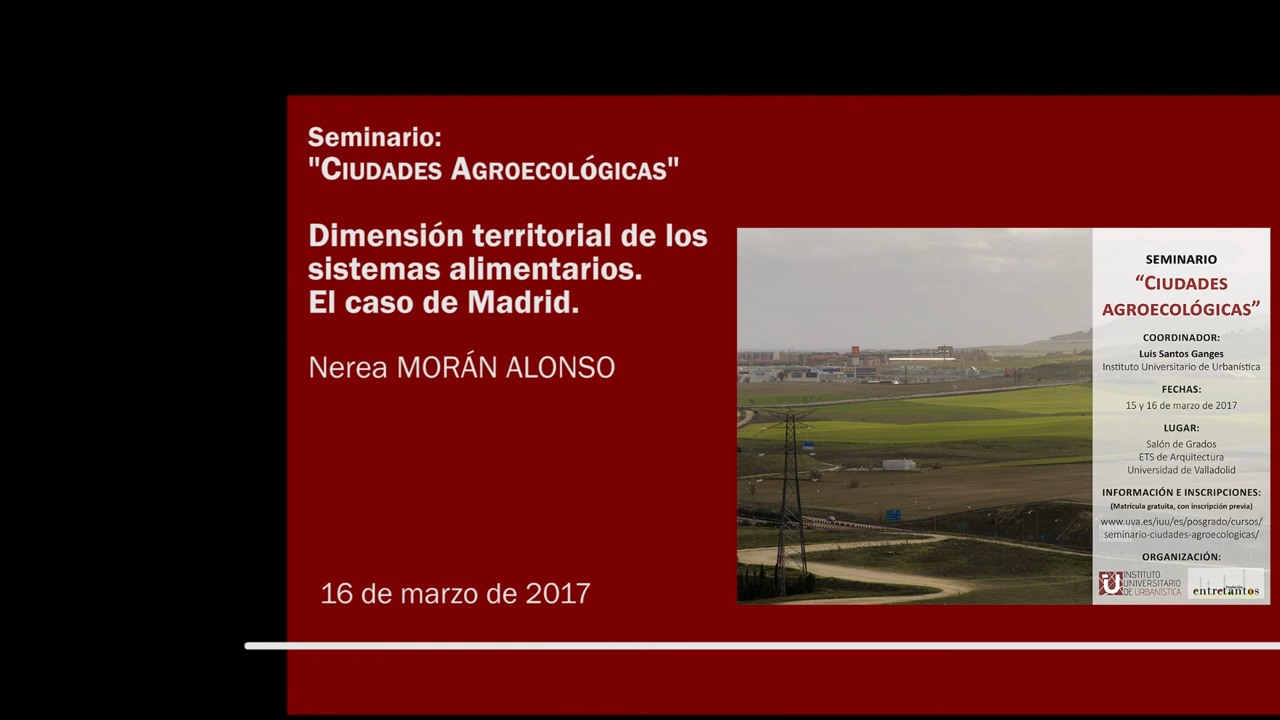 Seminario:
"CIUDADES AGROECOLÓGICAS"
Dimensión territorial de los
sistemas alimentarios.
El caso de Madrid.
Nerea MORÁN ALONSO
16 de marzo de 2017
SEMINARIO
“CIUDADES
AGROECOLÓGICAS”
COORDINADOR:
Luis Santos Ganges
Instituto Universitario de Urbanística
FECHAS:
15 y 16 de marzo de 2017
LUGAR:
Salón de Grados
ETS de Arquitectura
Universidad de Valladolid
INFORMACIÓN E INSCRIPCIONES:
(Matrícula gratuita, con inscripción previa)
www.uva.es/iuu/es/posgrado/cursos/
seminario-ciudades-agroecologicas/
ORGANIZACIÓN:
INSTITUTO
UNIVERSITARIO
DE URBANÍSTICA
fundación
entretantos